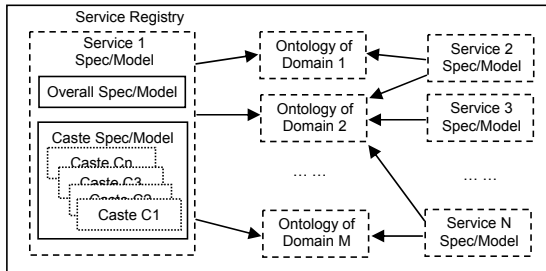 Service Registry
Service 1
Spec/Model
Overall Spec/Model
Caste Spec/Model
Caste Cn
Caste C3
Caste C2
Caste C1
Ontology of
Domain 1
Ontology of
Domain 2
... ...
Ontology of
Domain M
Service 2
Spec/Model
Service 3
Spec/Model
... ...
Service N
Spec/Model